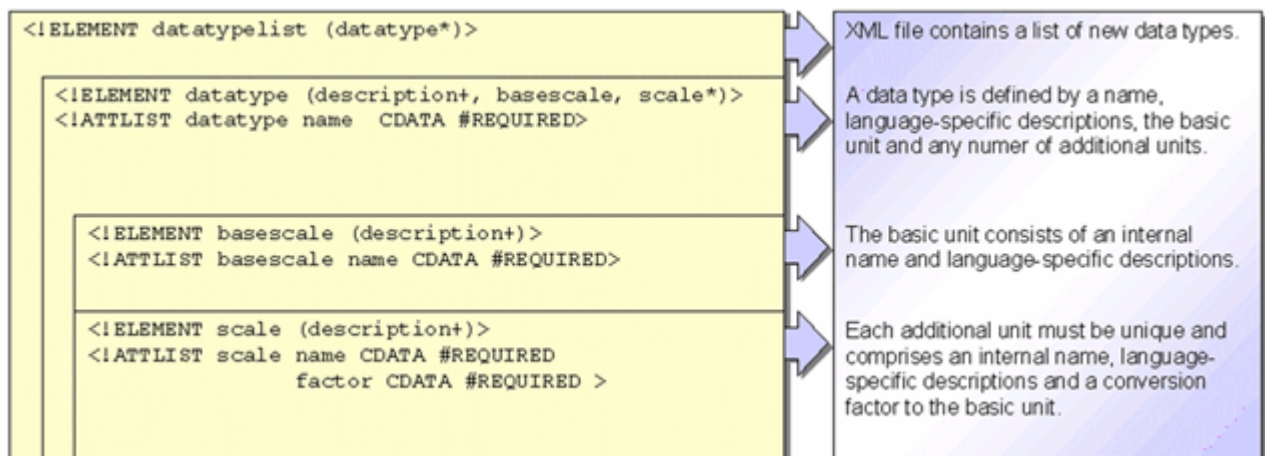 <!ELEMENT datatypelist (datatype*)>
XML file contains a list of new data types.
<!ELEMENT datatype (description+, basescale, scale*)>
<!ATTLIST datatype name  CDATA #REQUIRED>
A data type is defined by a name,
language-specific descriptions, the basic
unit and any numer of additional units.
<!ELEMENT basescale (description+)>
<!ATTLIST basescale name CDATA #REQUIRED>
The basic unit consists of an internal
name and language-specific descriptions.
<!ELEMENT scale (description+)>
<!ATTLIST scale name CDATA #REQUIRED
factor CDATA #REQUIRED >
Each additional unit must be unique and
comprises an internal name, language-
specific descriptions and a conversion
factor to the basic unit.